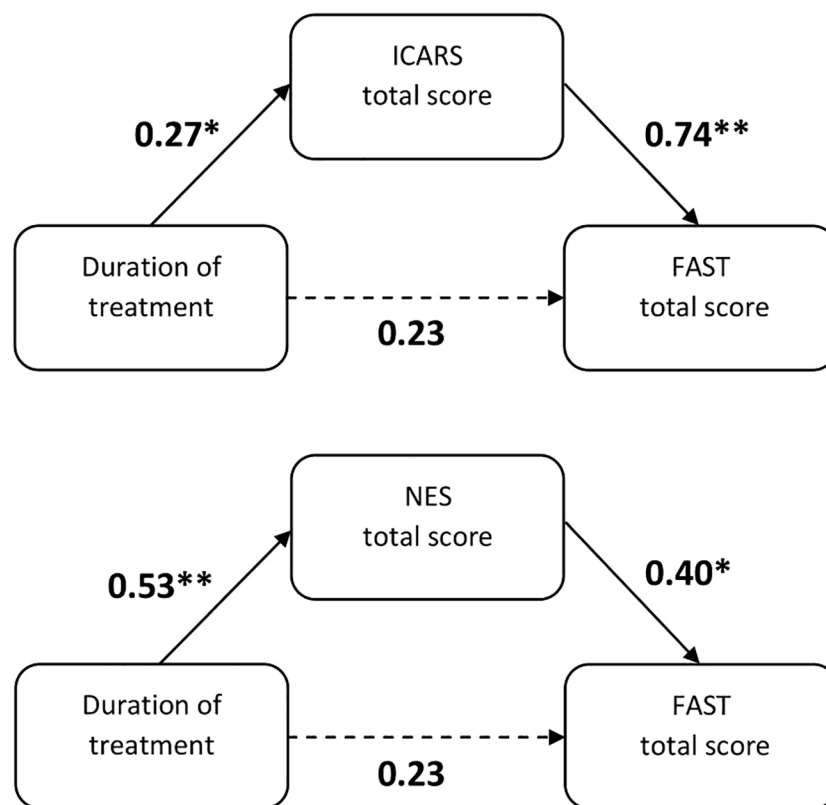 ICARS
total score
0.27*
0.74**
Duration of
treatment
FAST
total score
0.23
NES
total score
0.53**
0.40*
Duration of
treatment
FAST
total score
0.23